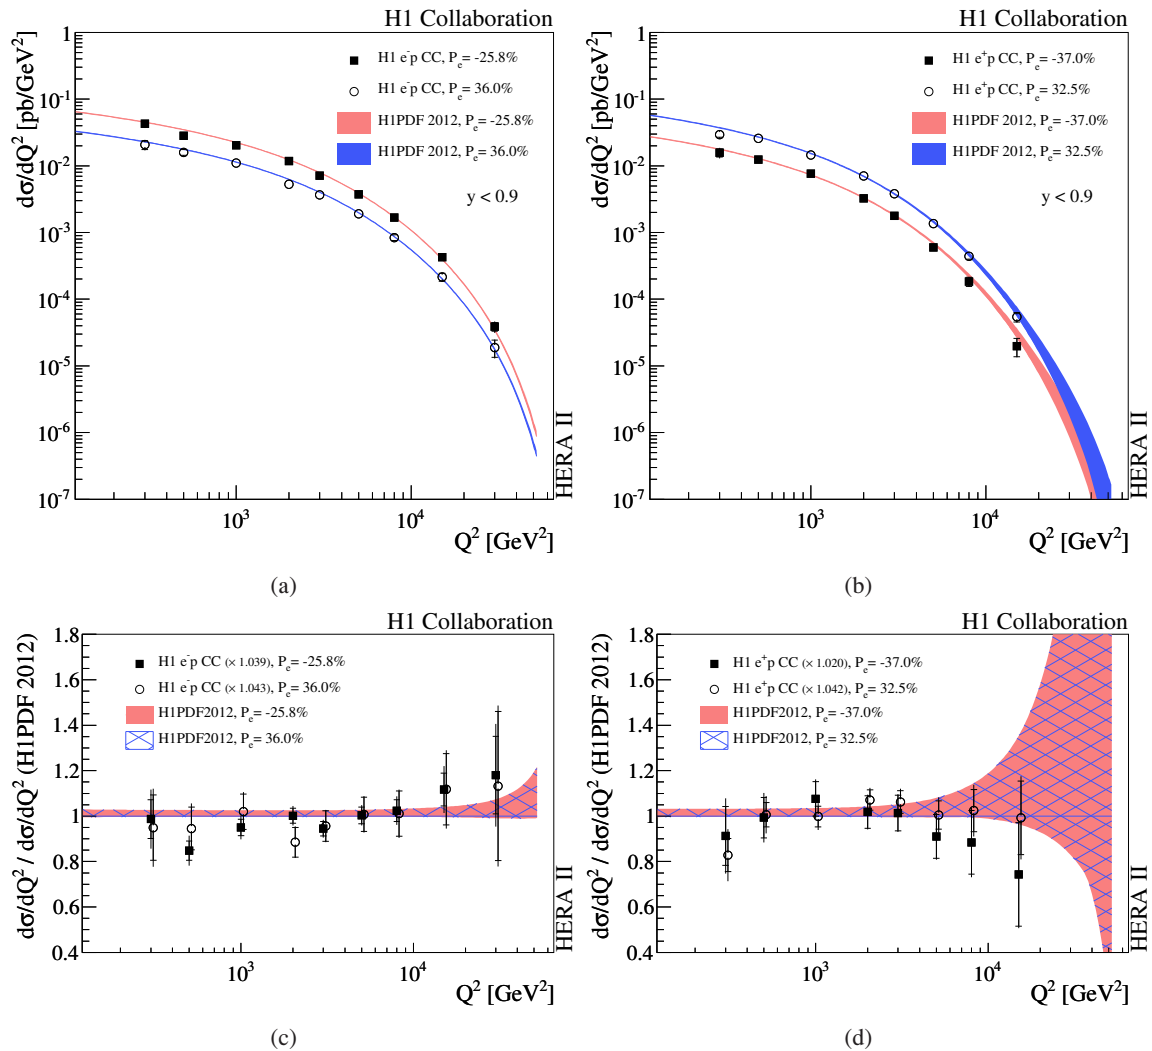 H1 Collaboration
dσ/dQ² [pb/GeV²]
1
10⁻¹
10⁻²
10⁻³
10⁻⁴
10⁻⁵
10⁻⁶
10⁻⁷
H1 e⁻p CC, Pₑ= -25.8%
H1 e⁻p CC, Pₑ= 36.0%
H1PDF 2012, Pₑ= -25.8%
H1PDF 2012, Pₑ= 36.0%
y < 0.9
HERA II
10³
10⁴
Q² [GeV²]
(a)
H1 Collaboration
dσ/dQ² [pb/GeV²]
1
10⁻¹
10⁻²
10⁻³
10⁻⁴
10⁻⁵
10⁻⁶
10⁻⁷
H1 e⁺p CC, Pₑ= -37.0%
H1 e⁺p CC, Pₑ= 32.5%
H1PDF 2012, Pₑ= -37.0%
H1PDF 2012, Pₑ= 32.5%
y < 0.9
HERA II
10³
10⁴
Q² [GeV²]
(b)
H1 Collaboration
dσ/dQ² / dσ/dQ² (H1PDF 2012)
1.8
1.6
1.4
1.2
1
0.8
0.6
0.4
H1 e⁻p CC (× 1.039), Pₑ= -25.8%
H1 e⁻p CC (× 1.043), Pₑ= 36.0%
H1PDF2012, Pₑ= -25.8%
H1PDF2012, Pₑ= 36.0%
HERA II
10³
10⁴
Q² [GeV²]
(c)
H1 Collaboration
dσ/dQ² / dσ/dQ² (H1PDF 2012)
1.8
1.6
1.4
1.2
1
0.8
0.6
0.4
H1 e⁺p CC (× 1.020), Pₑ= -37.0%
H1 e⁺p CC (× 1.042), Pₑ= 32.5%
H1PDF2012, Pₑ= -37.0%
H1PDF2012, Pₑ= 32.5%
HERA II
10³
10⁴
Q² [GeV²]
(d)